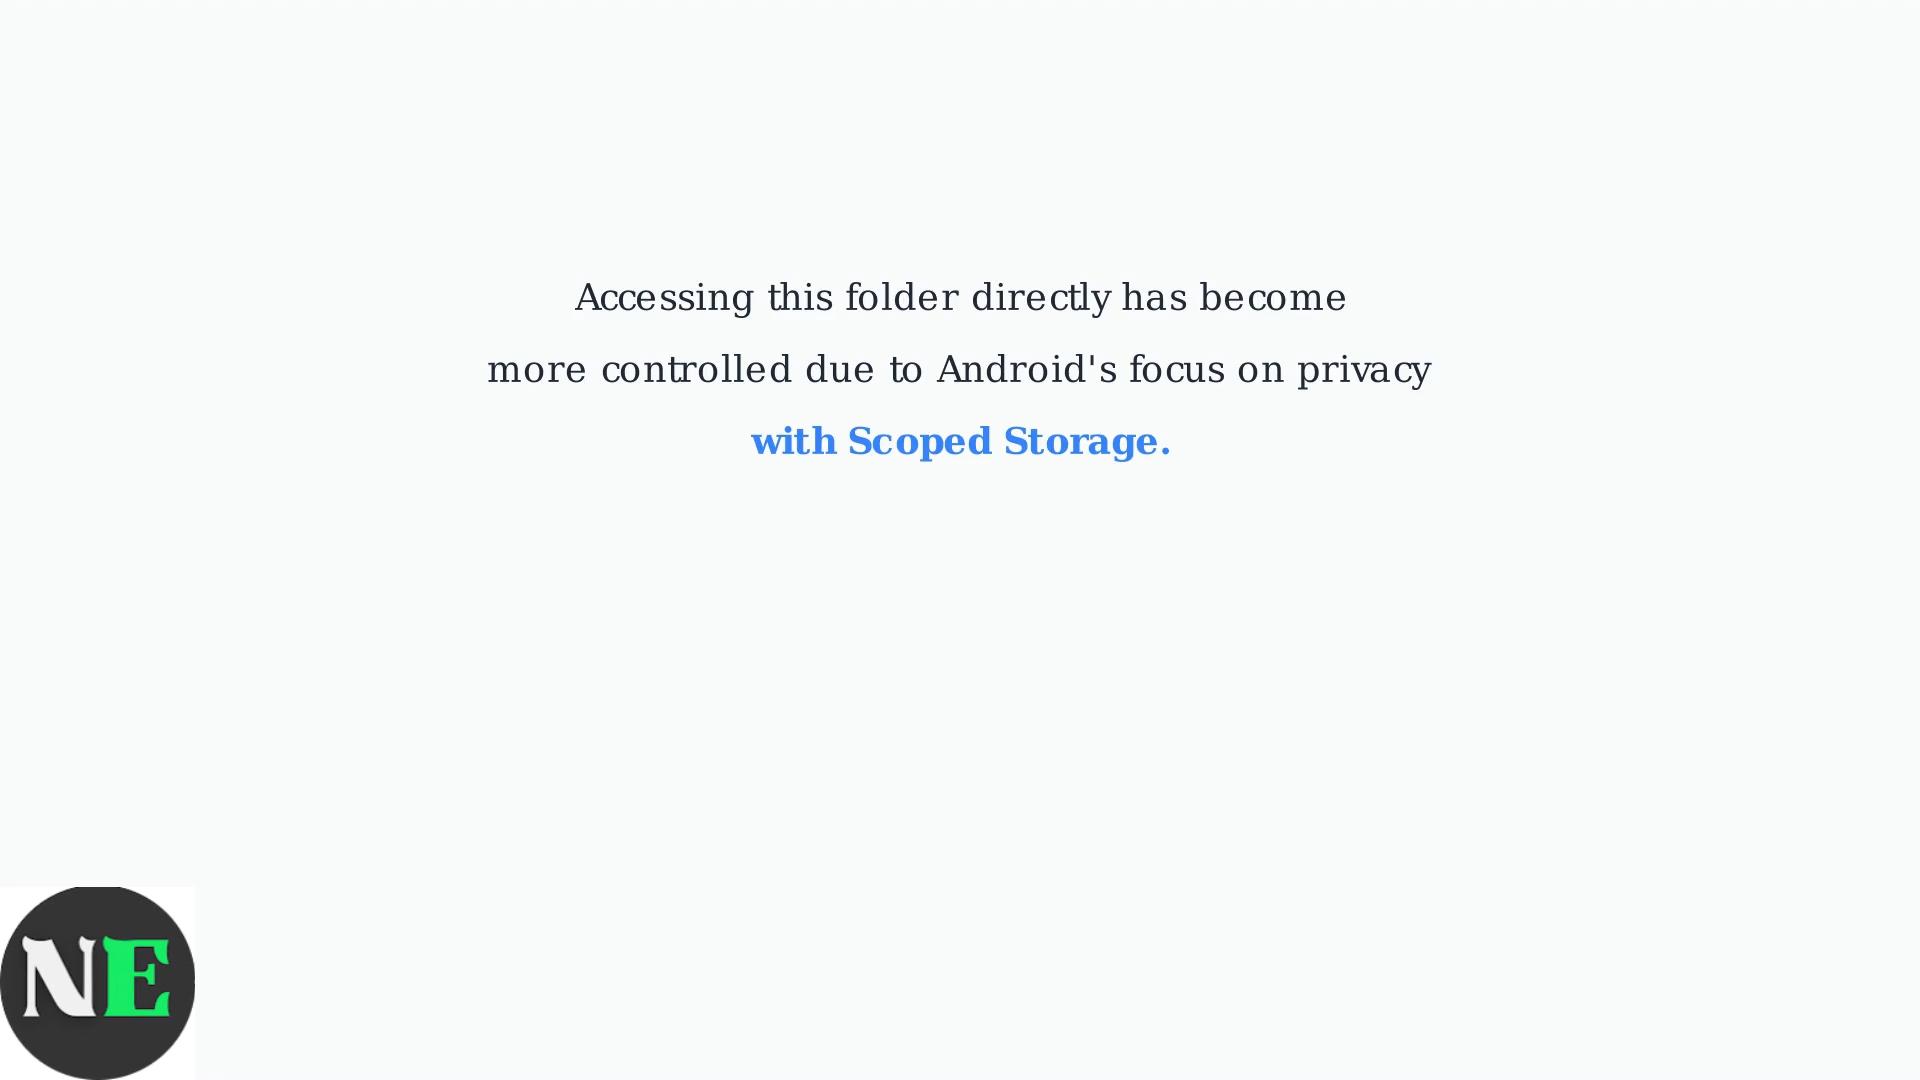 Accessing this folder directly has become
more controlled due to Android's focus on privacy
with Scoped Storage.
NE